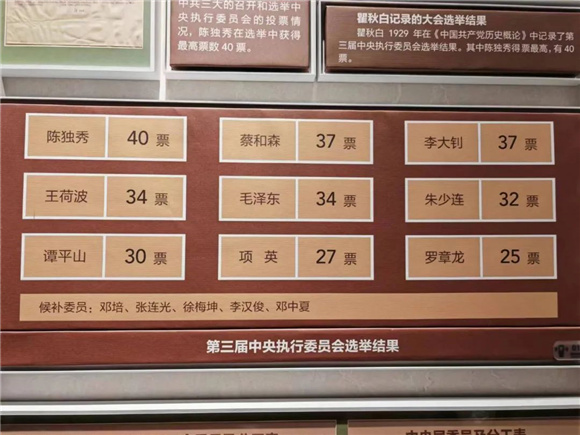 中共三大的召开和选举中
央执行委员会的投票情
况，陈独秀在选举中获得
最高票数 40 票。
瞿秋白记录的大会选举结果
瞿秋白 1929 年在《中国共产党历史概论》中记录了第
三届中央执行委员会选举结果。其中陈独秀得票最高，有 40
票。
陈独秀 40 票 蔡和森 37 票 李大钊 37 票
王荷波 34 票 毛泽东 34 票 朱少连 32 票
谭平山 30 票 项 英 27 票 罗章龙 25 票
候补委员：邓培、张连光、徐梅坤、李汉俊、邓中夏
第三届中央执行委员会选举结果